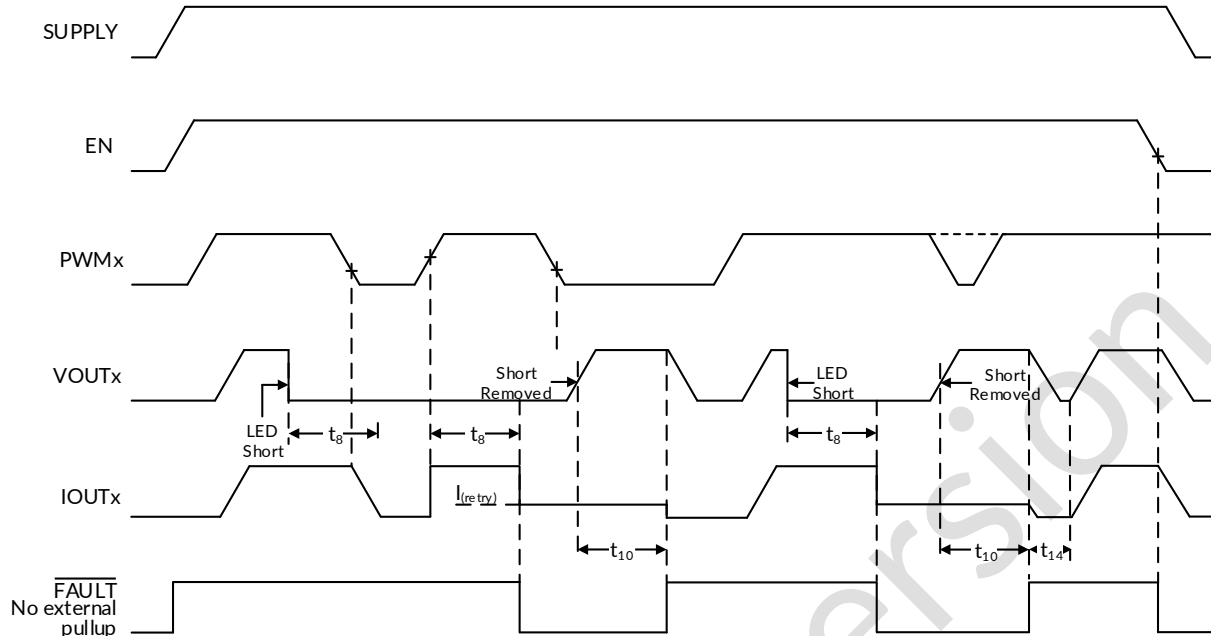 SUPPLY
EN
PWMx
VOUTx
LED
Short
t8
t8
Short
Removed
LED
Short
t8
Short
Removed
IOUTx
I(retry)
t10
t10
t14
FAULT
No external
pullup
ersion